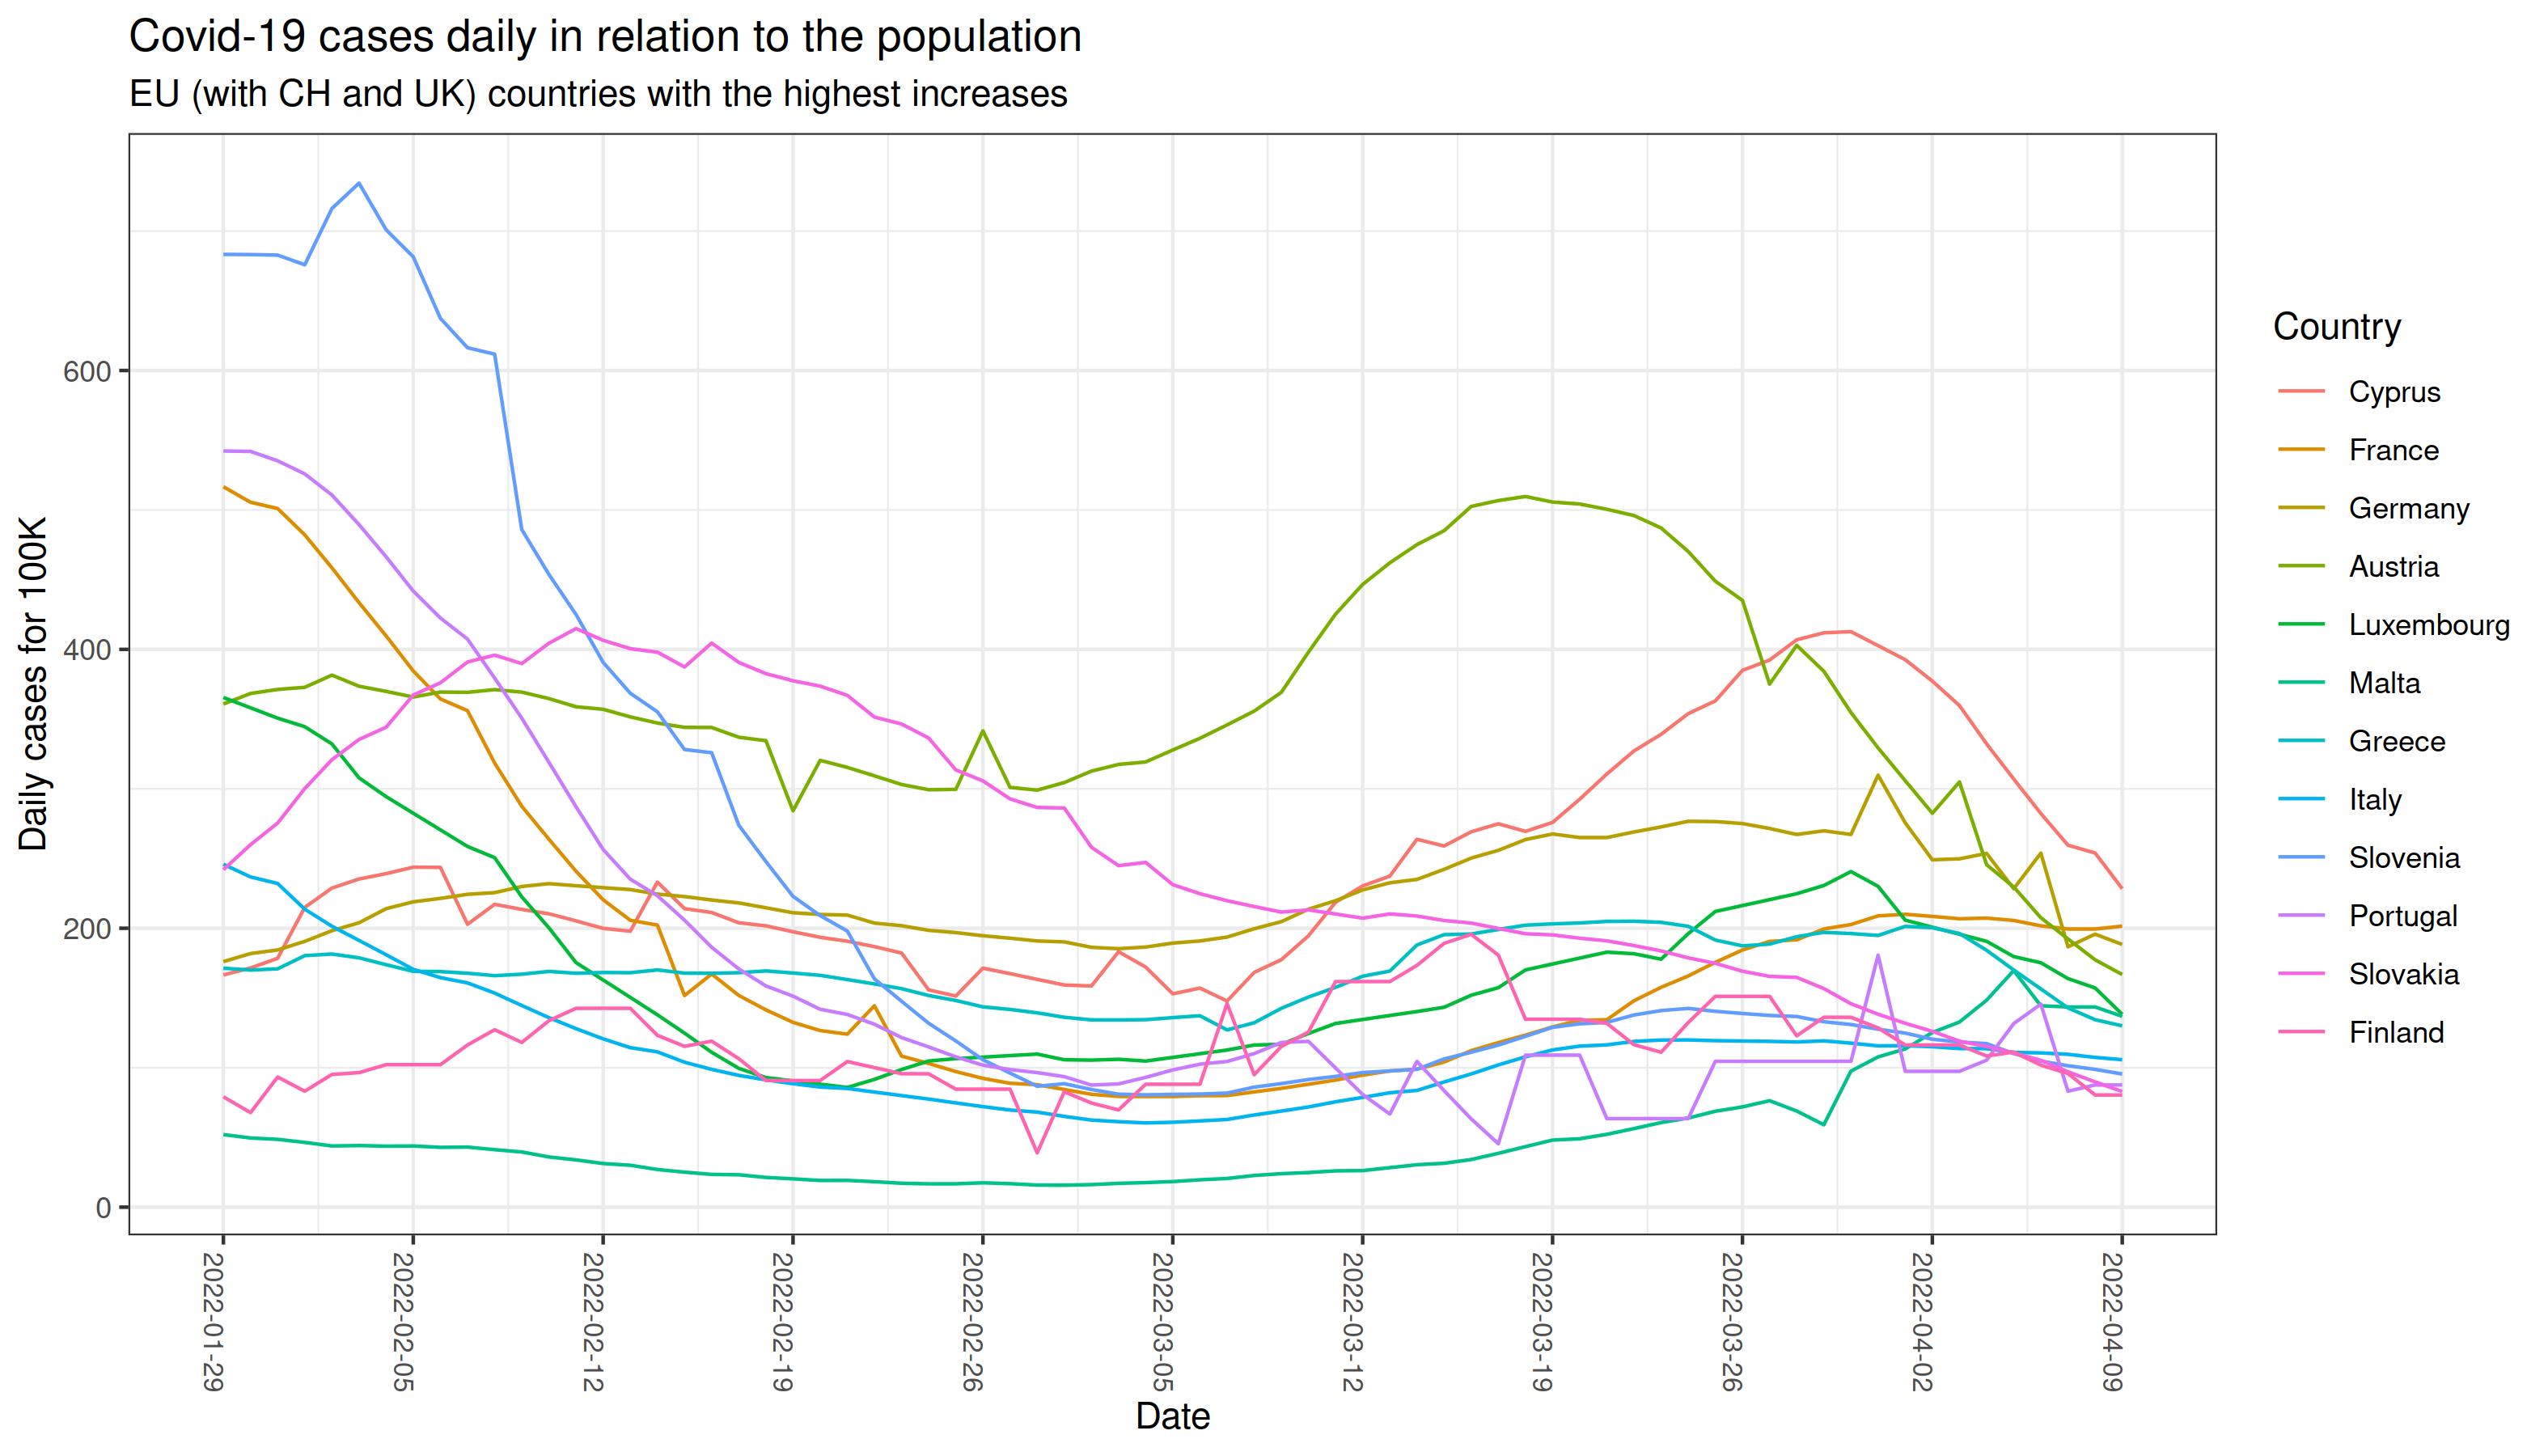 Covid-19 cases daily in relation to the population
EU (with CH and UK) countries with the highest increases
Daily cases for 100K
600
400
200
0
2022-01-29
2022-02-05
2022-02-12
2022-02-19
2022-02-26
2022-03-05
2022-03-12
2022-03-19
2022-03-26
2022-04-02
2022-04-09
Date
Country
Cyprus
France
Germany
Austria
Luxembourg
Malta
Greece
Italy
Slovenia
Portugal
Slovakia
Finland